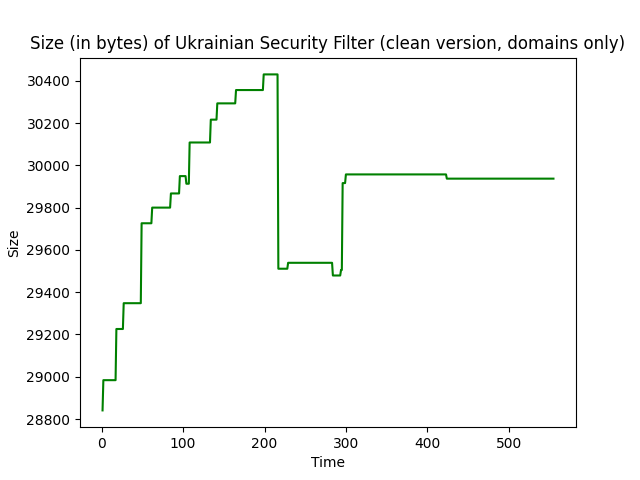 Size (in bytes) of Ukrainian Security Filter (clean version, domains only)
30400
30200
30000
29800
29600
29400
29200
29000
28800
Size
0 100 200 300 400 500
Time